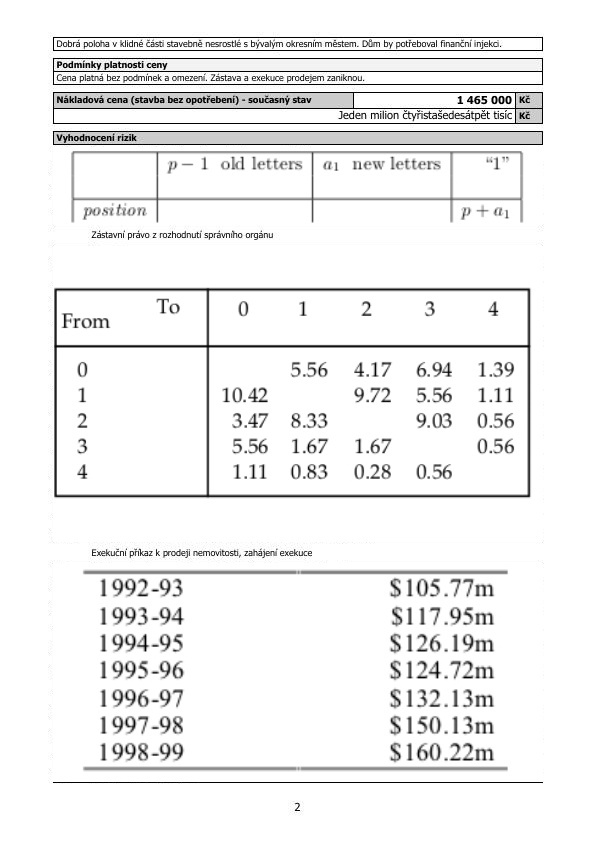 Dobrá poloha v klidné části stavebně nesrostlé s bývalým okresním městem. Dům by potřeboval finanční injekci.
Podmínky platnosti ceny
Cena platná bez podmínek a omezení. Zástava a exekuce prodejem zaniknou.
Nákladová cena (stavba bez opotřebení) - současný stav 1 465 000 Kč
Jeden milion čtyřistašedesátpět tisíc Kč
Vyhodnocení rizik
p − 1 old letters a₁ new letters “1”
position p + a₁
Zástavní právo z rozhodnutí správního orgánu
To 0 1 2 3 4
From
0 5.56 4.17 6.94 1.39
1 10.42 9.72 5.56 1.11
2 3.47 8.33 9.03 0.56
3 5.56 1.67 1.67 0.56
4 1.11 0.83 0.28 0.56
Exekuční příkaz k prodeji nemovitosti, zahájení exekuce
1992-93 $105.77m
1993-94 $117.95m
1994-95 $126.19m
1995-96 $124.72m
1996-97 $132.13m
1997-98 $150.13m
1998-99 $160.22m
2